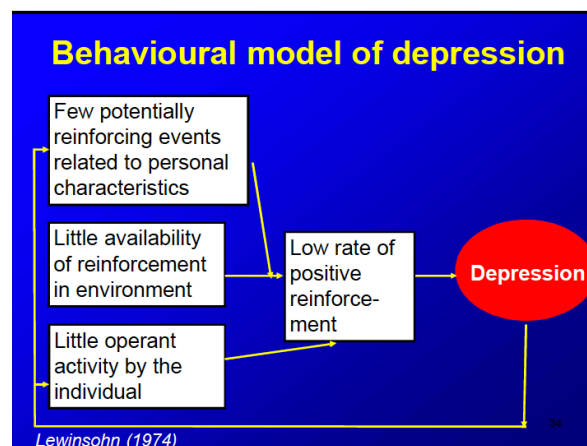 Behavioural model of depression
Few potentially
reinforcing events
related to personal
characteristics
Little availability
of reinforcement
in environment
Little operant
activity by the
individual
Low rate of
positive
reinforce-
ment
Depression
34
Lewinsohn (1974)